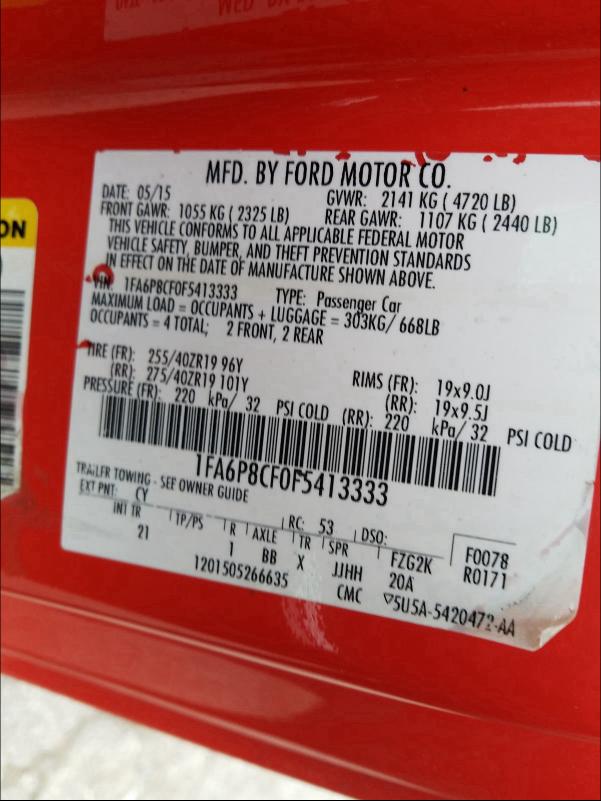 ON
MFD. BY FORD MOTOR CO.
DATE: 05/15 GVWR: 2141 KG ( 4720 LB)
FRONT GAWR: 1055 KG ( 2325 LB) REAR GAWR: 1107 KG ( 2440 LB)
THIS VEHICLE CONFORMS TO ALL APPLICABLE FEDERAL MOTOR
VEHICLE SAFETY, BUMPER, AND THEFT PREVENTION STANDARDS
IN EFFECT ON THE DATE OF MANUFACTURE SHOWN ABOVE.
VIN: 1FA6P8CF0F5413333 TYPE: Passenger Car
MAXIMUM LOAD = OCCUPANTS + LUGGAGE = 303KG/ 668LB
OCCUPANTS = 4 TOTAL; 2 FRONT, 2 REAR
TIRE (FR): 255/40ZR19 96Y RIMS (FR): 19x9.0J
(RR): 275/40ZR19 101Y (RR): 19x9.5J
PRESSURE (FR): 220 kPa/ 32 PSI COLD (RR): 220 kPa/ 32 PSI COLD
1FA6P8CF0F5413333
TRAILER TOWING - SEE OWNER GUIDE
EXT PNT: CY RC: 53 DSO: F0078
INT TR TP/PS R AXLE TR SPR FZG2K R0171
21 1 BB X JJHH 20A
1201505266635 CMC ▽5U5A-5420472-AA